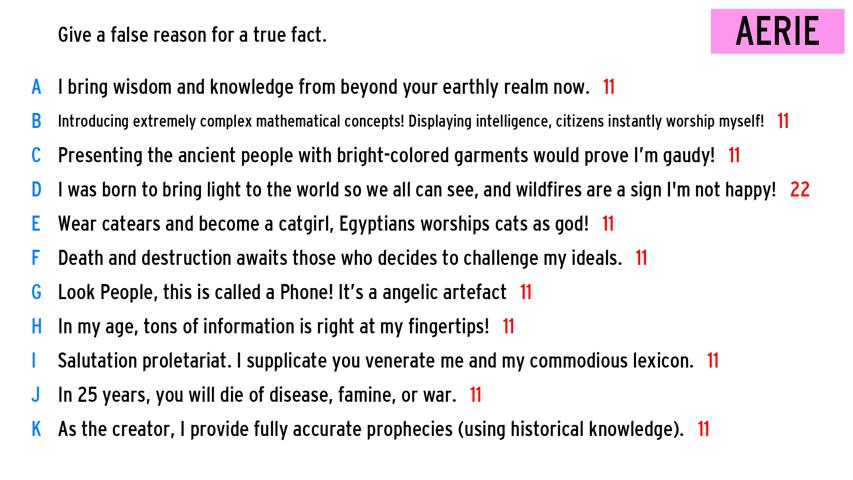 Give a false reason for a true fact.
AERIE
A I bring wisdom and knowledge from beyond your earthly realm now. 11
B Introducing extremely complex mathematical concepts! Displaying intelligence, citizens instantly worship myself! 11
C Presenting the ancient people with bright-colored garments would prove I'm gaudy! 11
D I was born to bring light to the world so we all can see, and wildfires are a sign I'm not happy! 22
E Wear catears and become a catgirl, Egyptians worships cats as god! 11
F Death and destruction awaits those who decides to challenge my ideals. 11
G Look People, this is called a Phone! It's a angelic artefact 11
H In my age, tons of information is right at my fingertips! 11
I Salutation proletariat. I supplicate you venerate me and my commodious lexicon. 11
J In 25 years, you will die of disease, famine, or war. 11
K As the creator, I provide fully accurate prophecies (using historical knowledge). 11